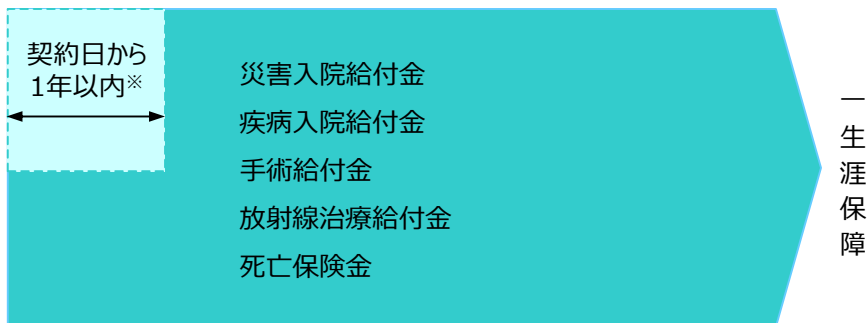 契約日から
1年以内※
災害入院給付金
疾病入院給付金
手術給付金
放射線治療給付金
死亡保険金
一生涯保障